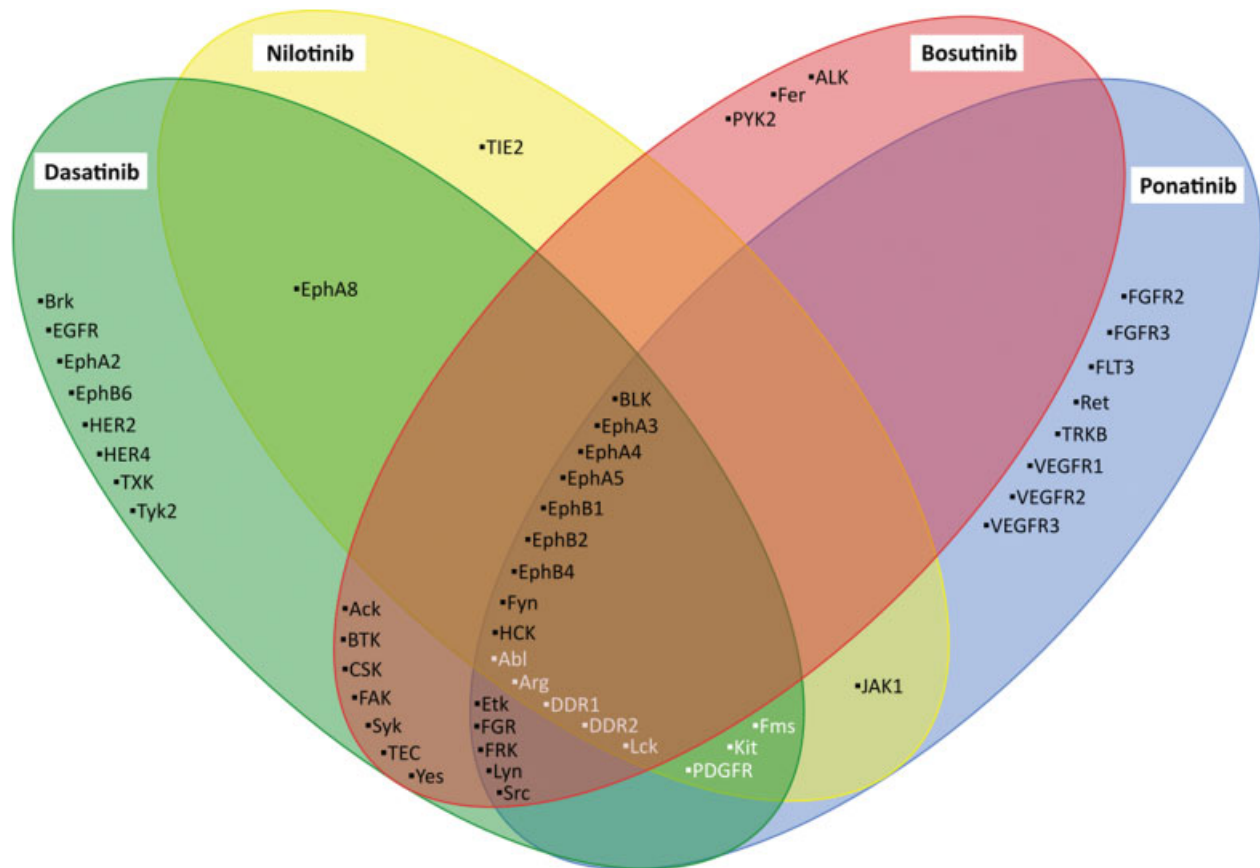 Nilotinib
Bosutinib
Dasatinib
Ponatinib
▪ALK
▪Fer
▪PYK2
▪TIE2
▪EphA8
▪Brk
▪EGFR
▪EphA2
▪EphB6
▪HER2
▪HER4
▪TXK
▪Tyk2
▪FGFR2
▪FGFR3
▪FLT3
▪Ret
▪TRKB
▪VEGFR1
▪VEGFR2
▪VEGFR3
▪BLK
▪EphA3
▪EphA4
▪EphA5
▪EphB1
▪EphB2
▪EphB4
▪Fyn
▪HCK
▪Abl
▪Arg
▪DDR1
▪DDR2
▪Lck
▪Ack
▪BTK
▪CSK
▪FAK
▪Syk
▪TEC
▪Yes
▪Etk
▪FGR
▪FRK
▪Lyn
▪Src
▪Fms
▪Kit
▪PDGFR
▪JAK1